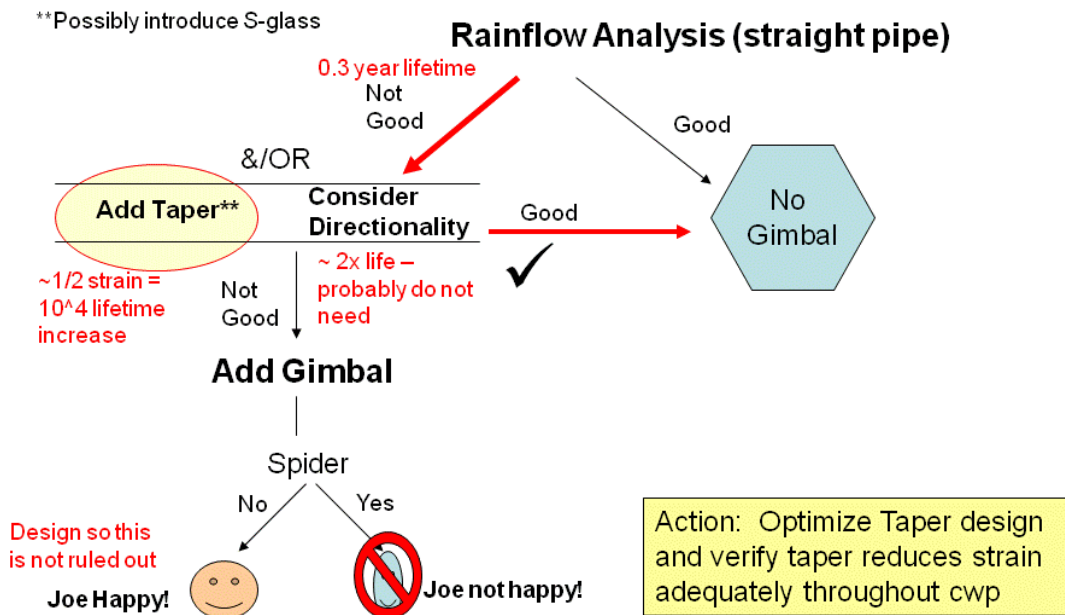 **Possibly introduce S-glass
Rainflow Analysis (straight pipe)
0.3 year lifetime
Not
Good
Good
&/OR
Add Taper**
Consider
Directionality
Good
No
Gimbal
~1/2 strain =
10^4 lifetime
increase
Not
Good
~ 2x life –
probably do not
need
Add Gimbal
Spider
No
Yes
Design so this
is not ruled out
Joe Happy!
Joe not happy!
Action: Optimize Taper design
and verify taper reduces strain
adequately throughout cwp